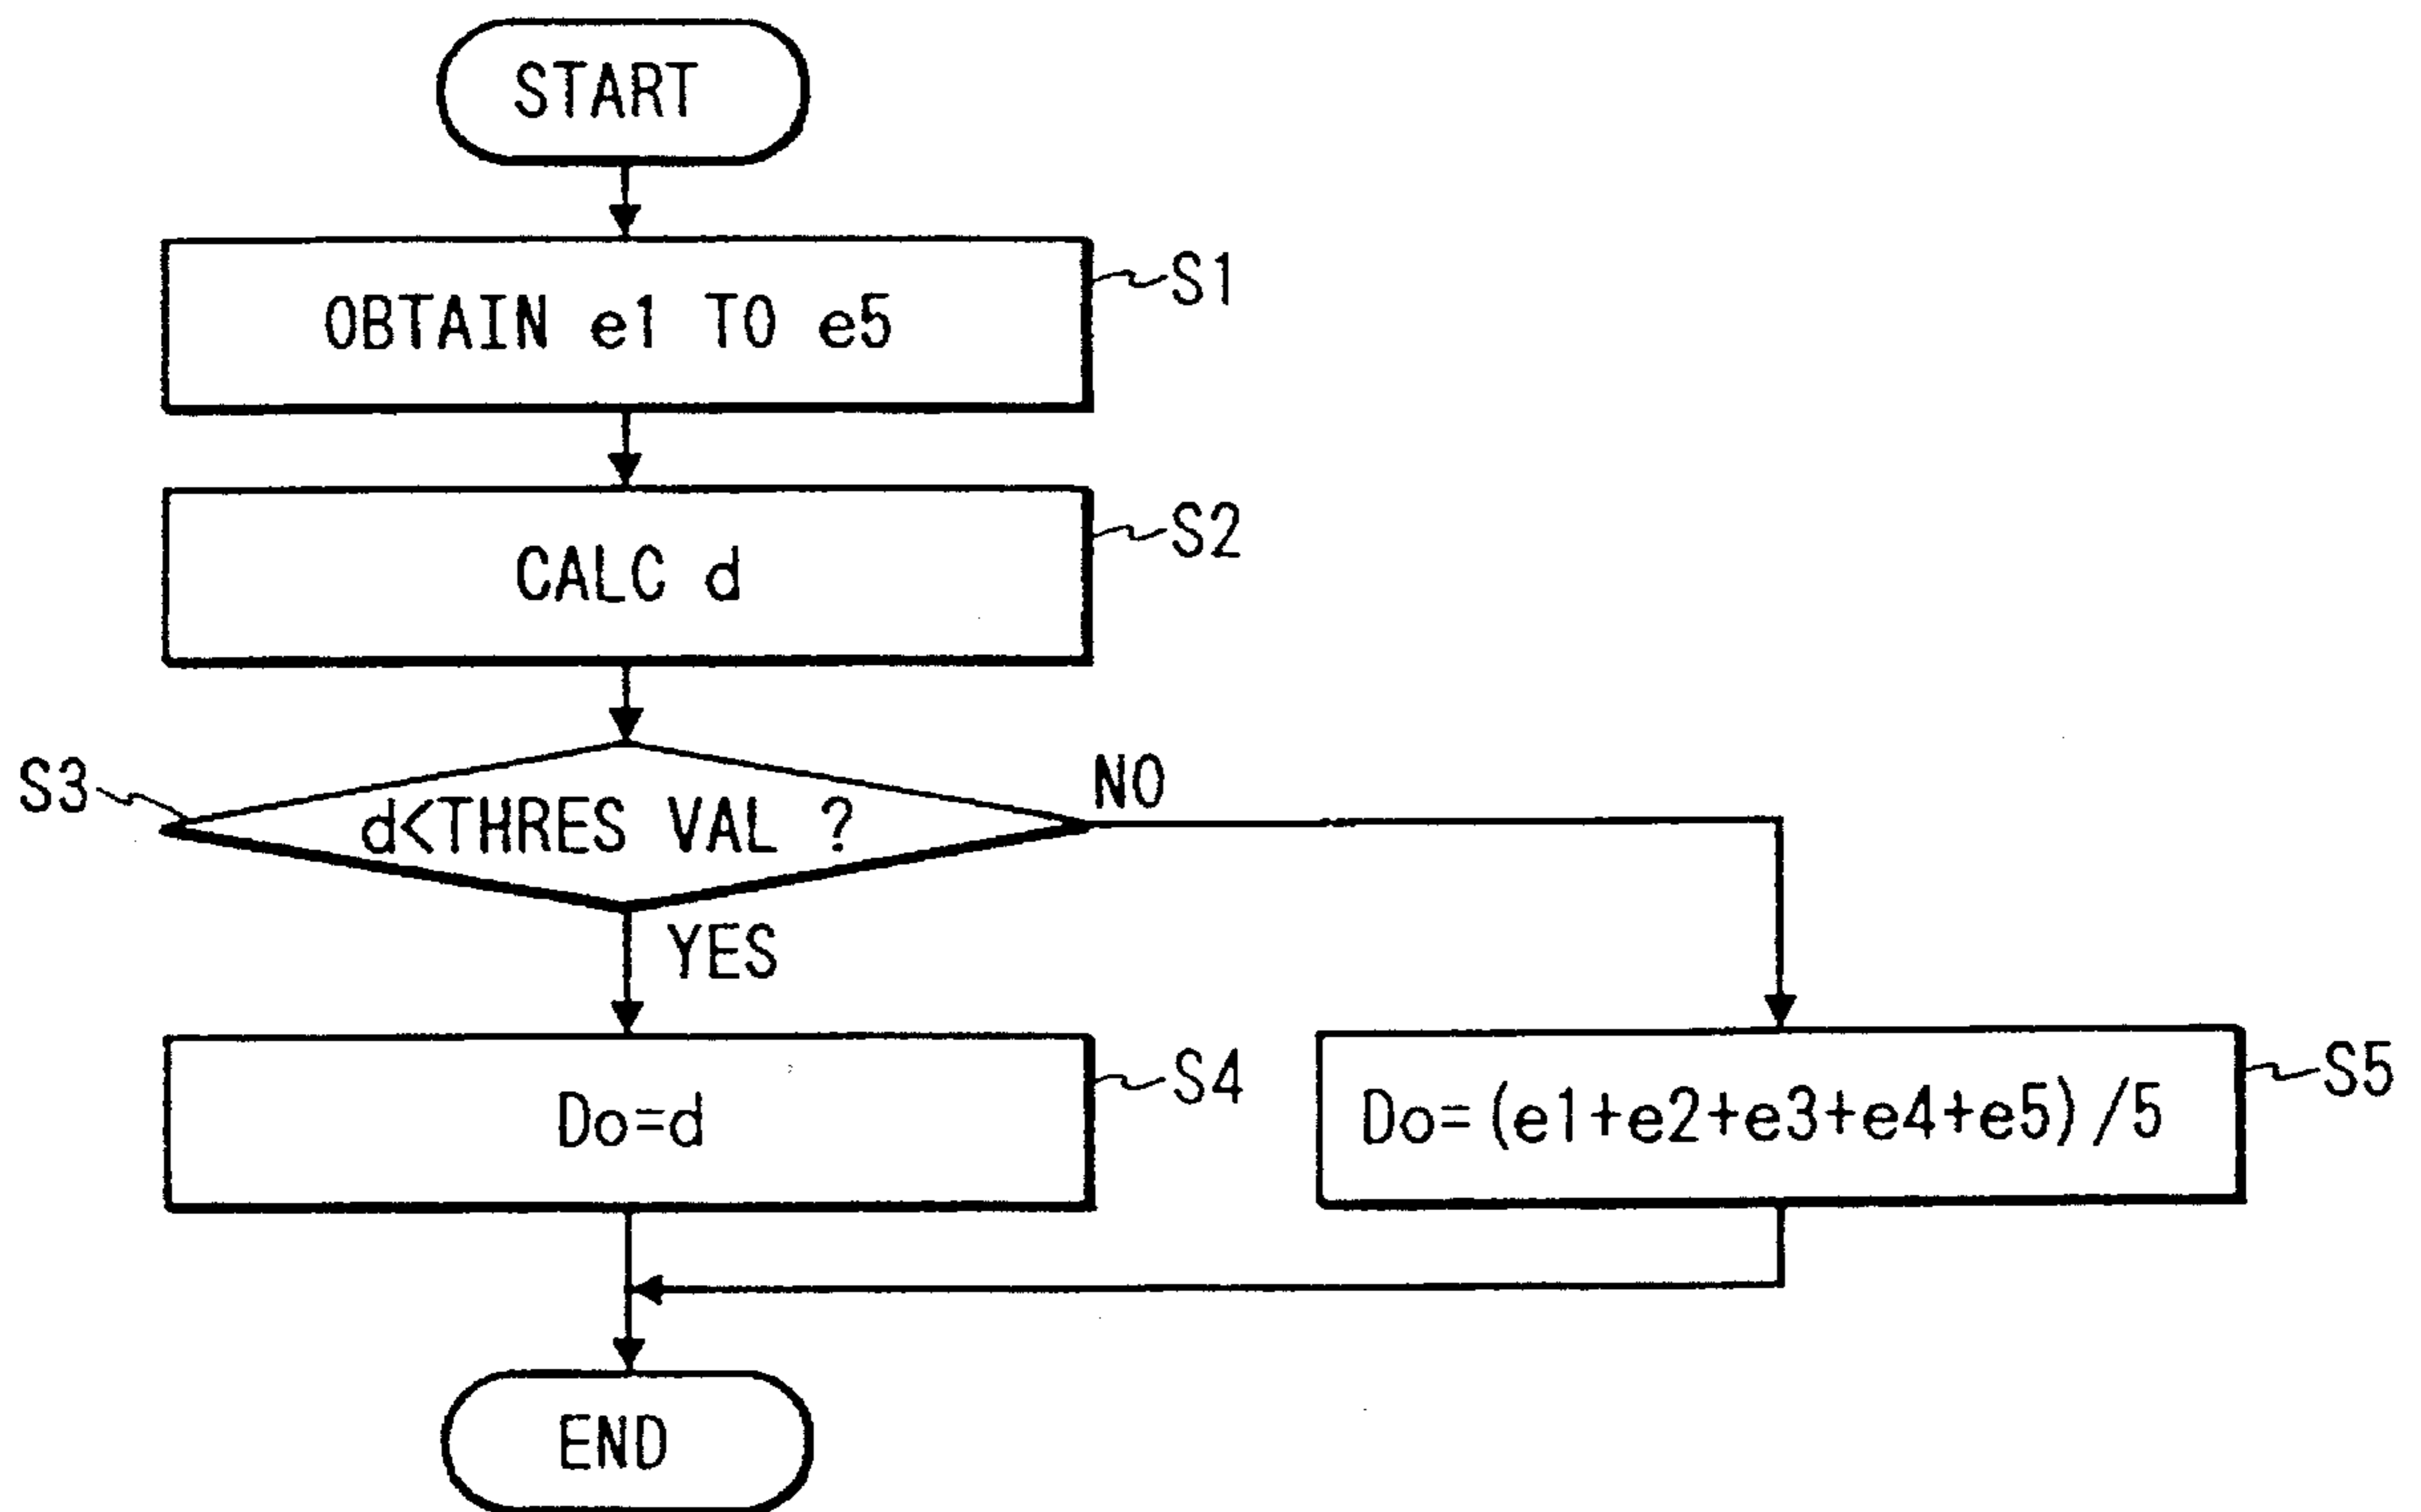 START
OBTAIN e1 TO e5
S1
CALC d
S2
S3
d<THRES VAL ?
NO
YES
Do=d
S4
Do=(e1+e2+e3+e4+e5)/5
S5
END